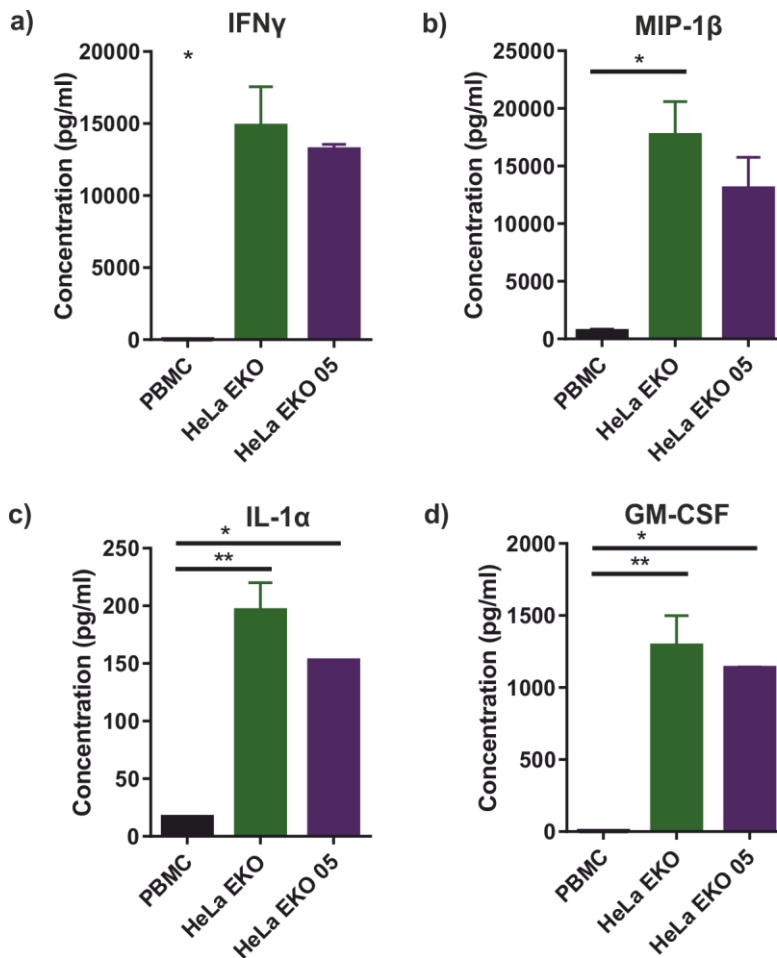 a)
IFNγ
Concentration (pg/ml)
20000
15000
10000
5000
0
*
PBMC
HeLa EKO
HeLa EKO 05
b)
MIP-1β
Concentration (pg/ml)
25000
20000
15000
10000
5000
0
*
PBMC
HeLa EKO
HeLa EKO 05
c)
IL-1α
Concentration (pg/ml)
250
200
150
100
50
0
*
**
PBMC
HeLa EKO
HeLa EKO 05
d)
GM-CSF
Concentration (pg/ml)
2000
1500
1000
500
0
*
**
PBMC
HeLa EKO
HeLa EKO 05